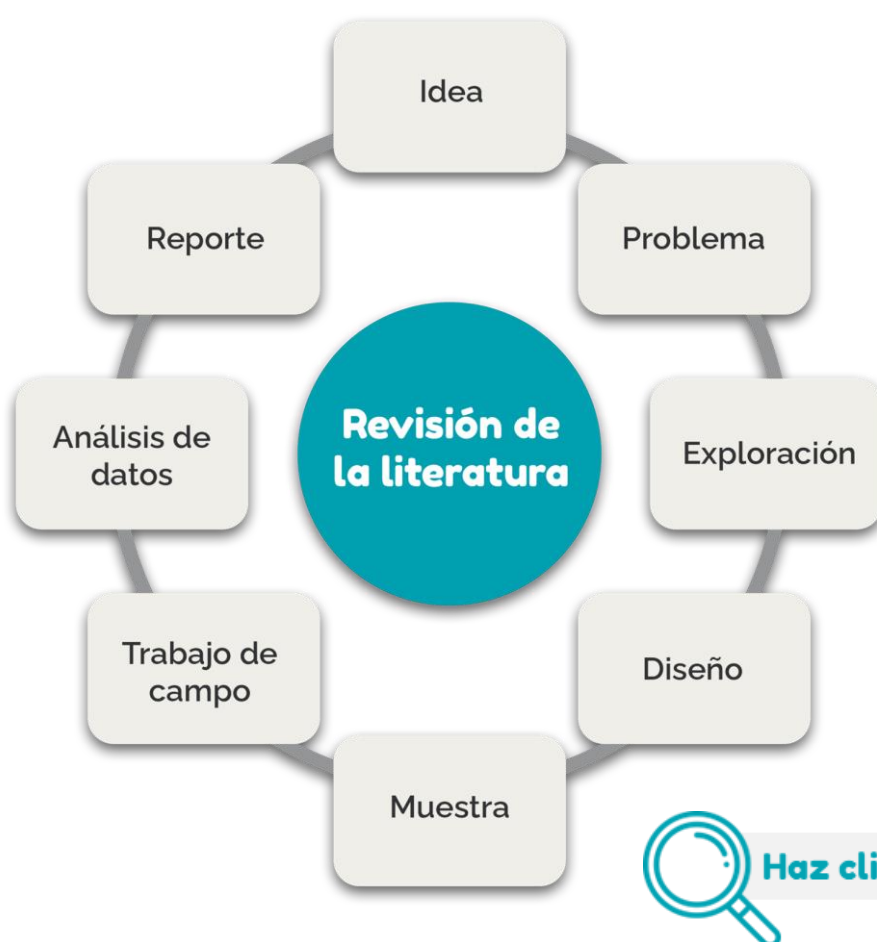 Idea
Problema
Exploración
Diseño
Muestra
Trabajo de
campo
Análisis de
datos
Reporte
Revisión de
la literatura
Haz cli